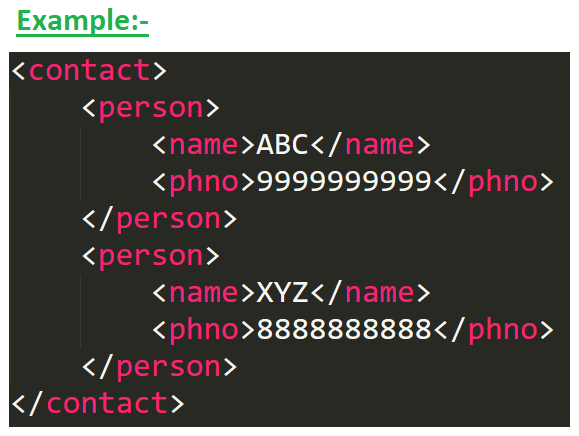 Example:-
<contact>
    <person>
        <name>ABC</name>
        <phno>9999999999</phno>
    </person>
    <person>
        <name>XYZ</name>
        <phno>8888888888</phno>
    </person>
</contact>